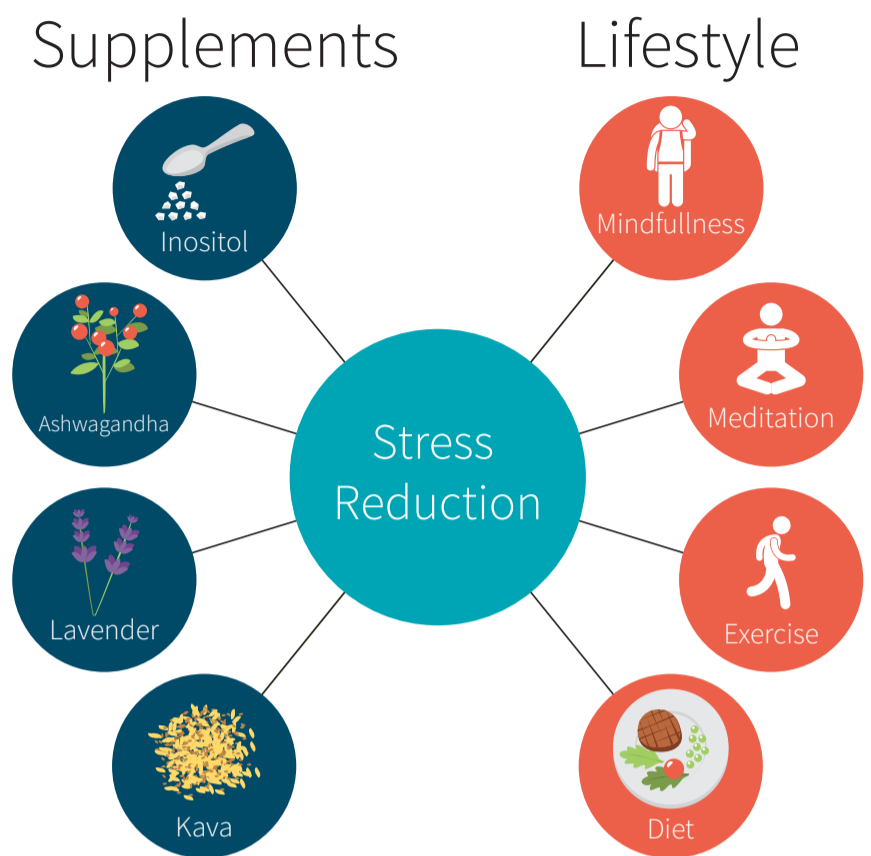 Supplements
Lifestyle
Inositol
Mindfullness
Ashwagandha
Meditation
Stress
Reduction
Lavender
Exercise
Kava
Diet